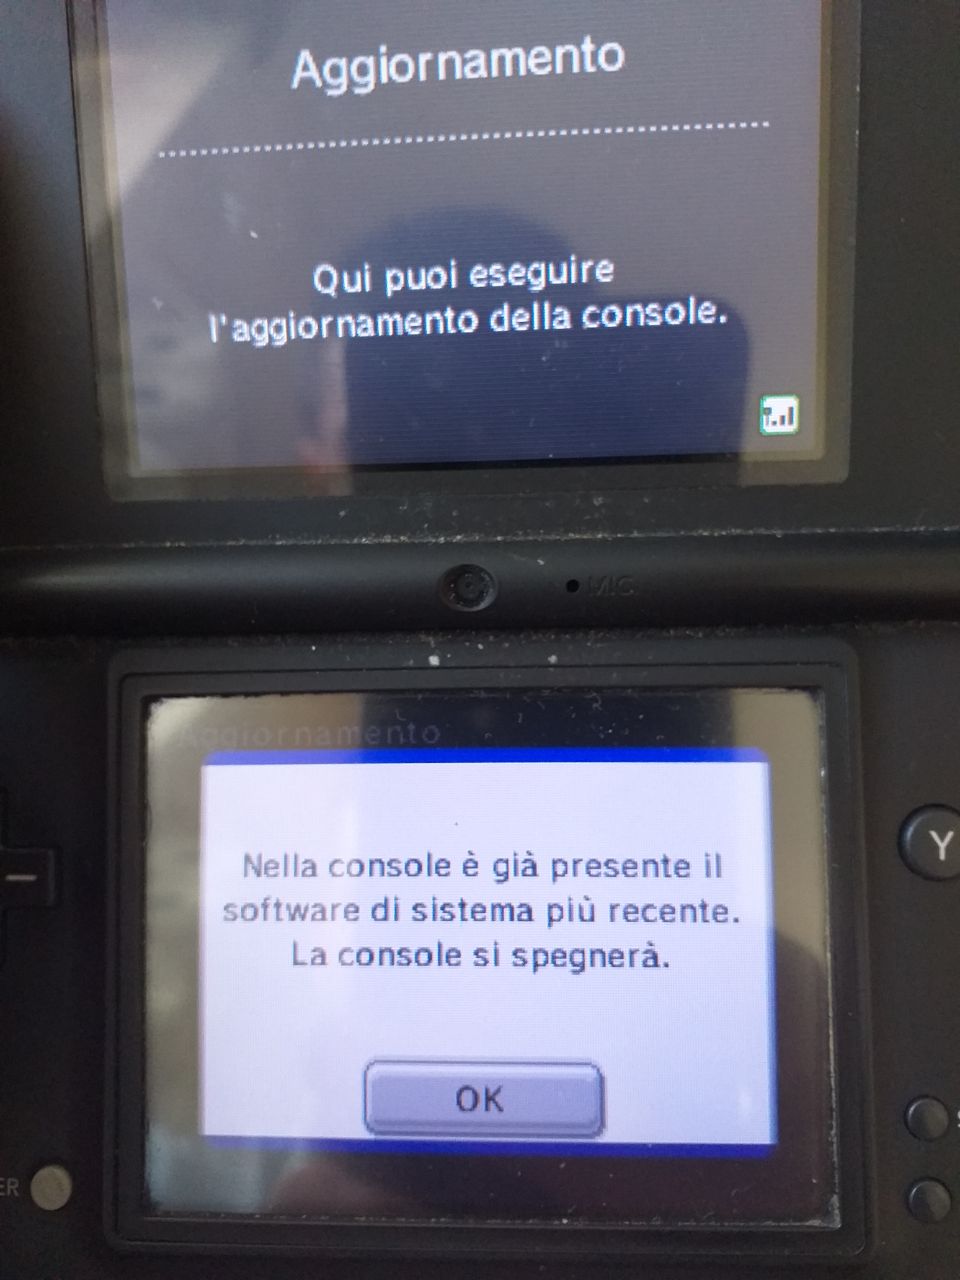 Aggiornamento
Qui puoi eseguire
l'aggiornamento della console.
MIC
Aggiornamento
Nella console è già presente il
software di sistema più recente.
La console si spegnerà.
OK
Y
ER